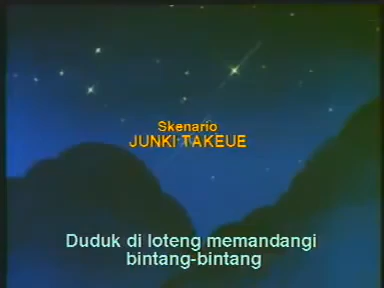 Skenario
JUNKI TAKEUE
Duduk di loteng memandangi
bintang-bintang